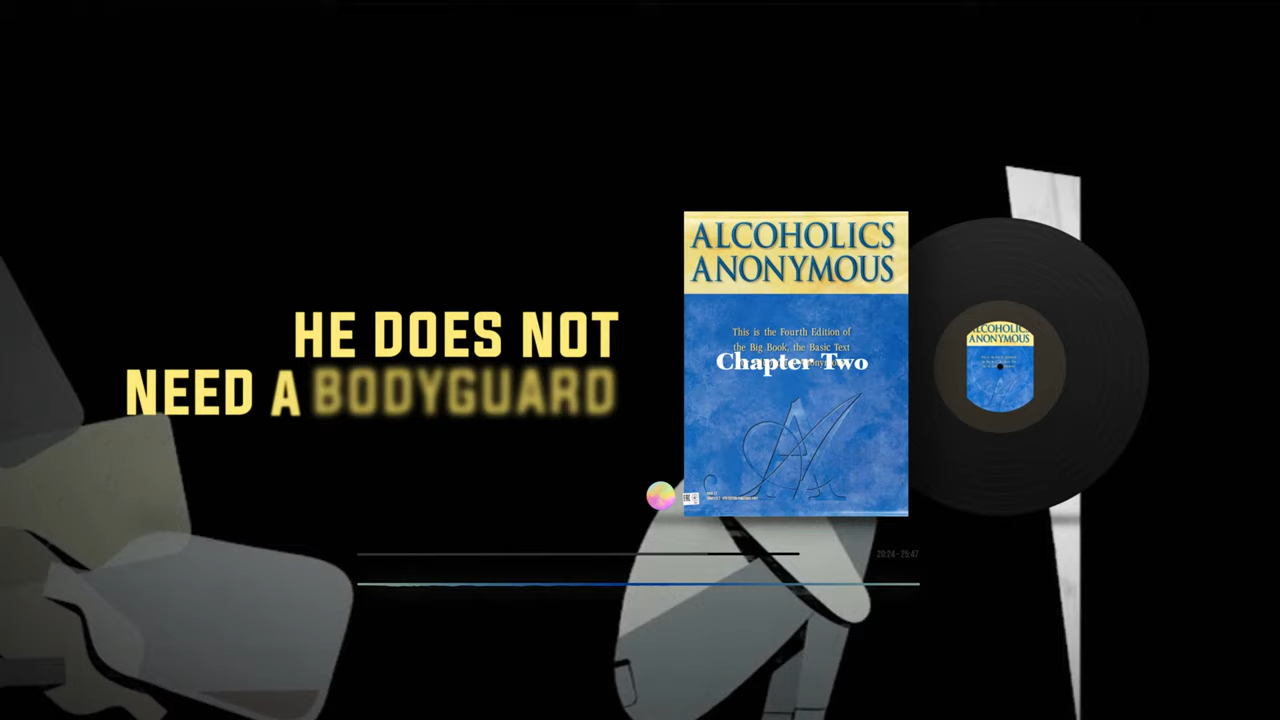 HE DOES NOT
NEED A BODYGUARD
ALCOHOLICS
ANONYMOUS
This is the Fourth Edition of
the Big Book, the Basic Text
Chapter Two
ALCOHOLICS
ANONYMOUS
20:24 - 25:47